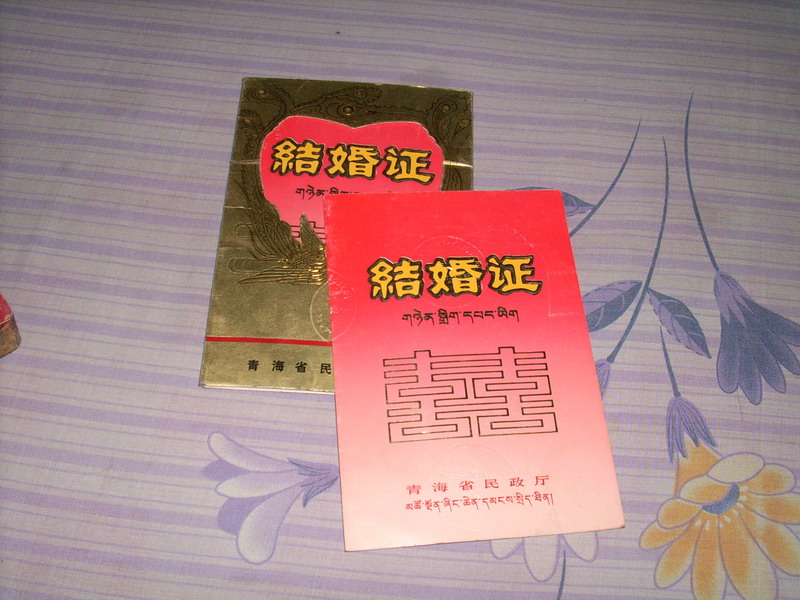 結婚证
青海省民
結婚证
གཉེན་སྒྲིག་དཔང་ཡིག
青海省民政厅
མཚོ་སྔོན་ཞིང་ཆེན་དམངས་སྲིད་ཐིན།